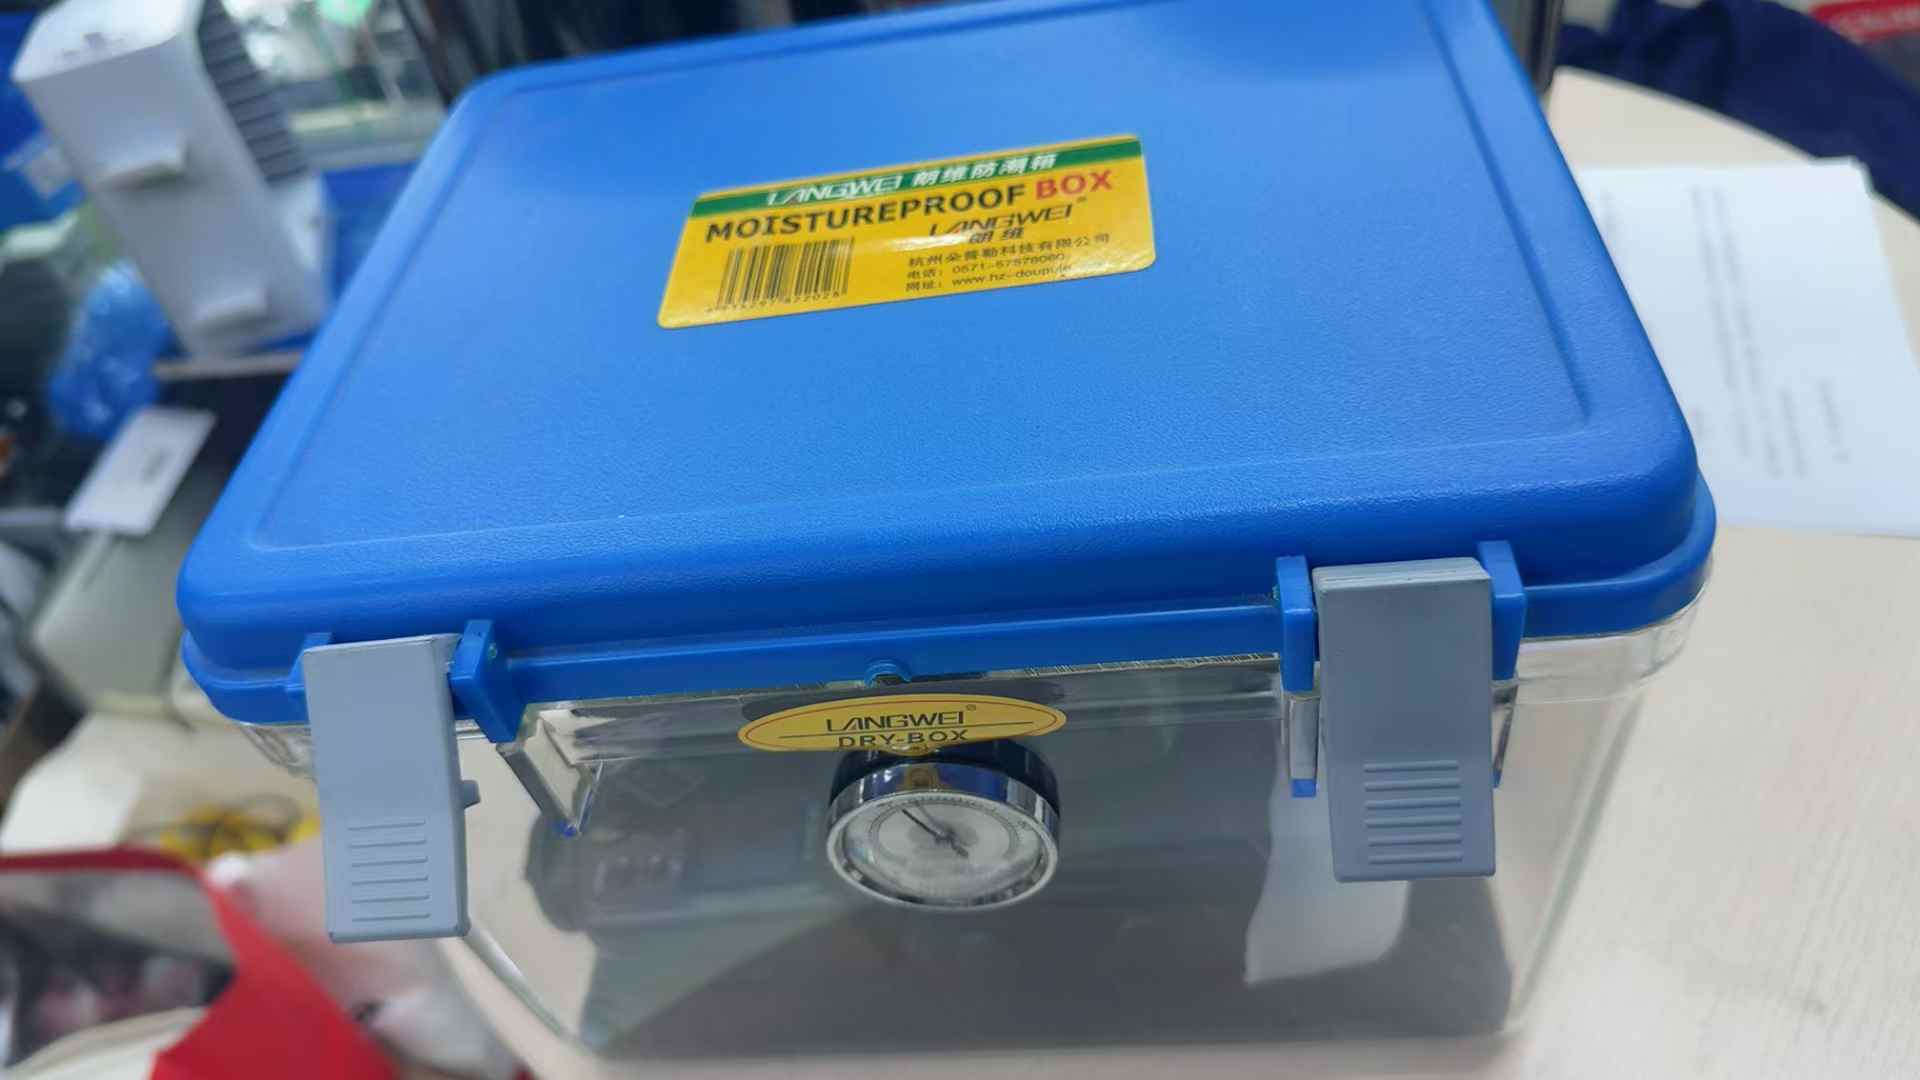 LANGWEI 朗维防潮箱
MOISTUREPROOF BOX
LANGWEI®
朗维
杭州朵普勒科技有限公司
电话: 0571-57878060
网址: www.hz-doupule
LANGWEI®
DRY-BOX